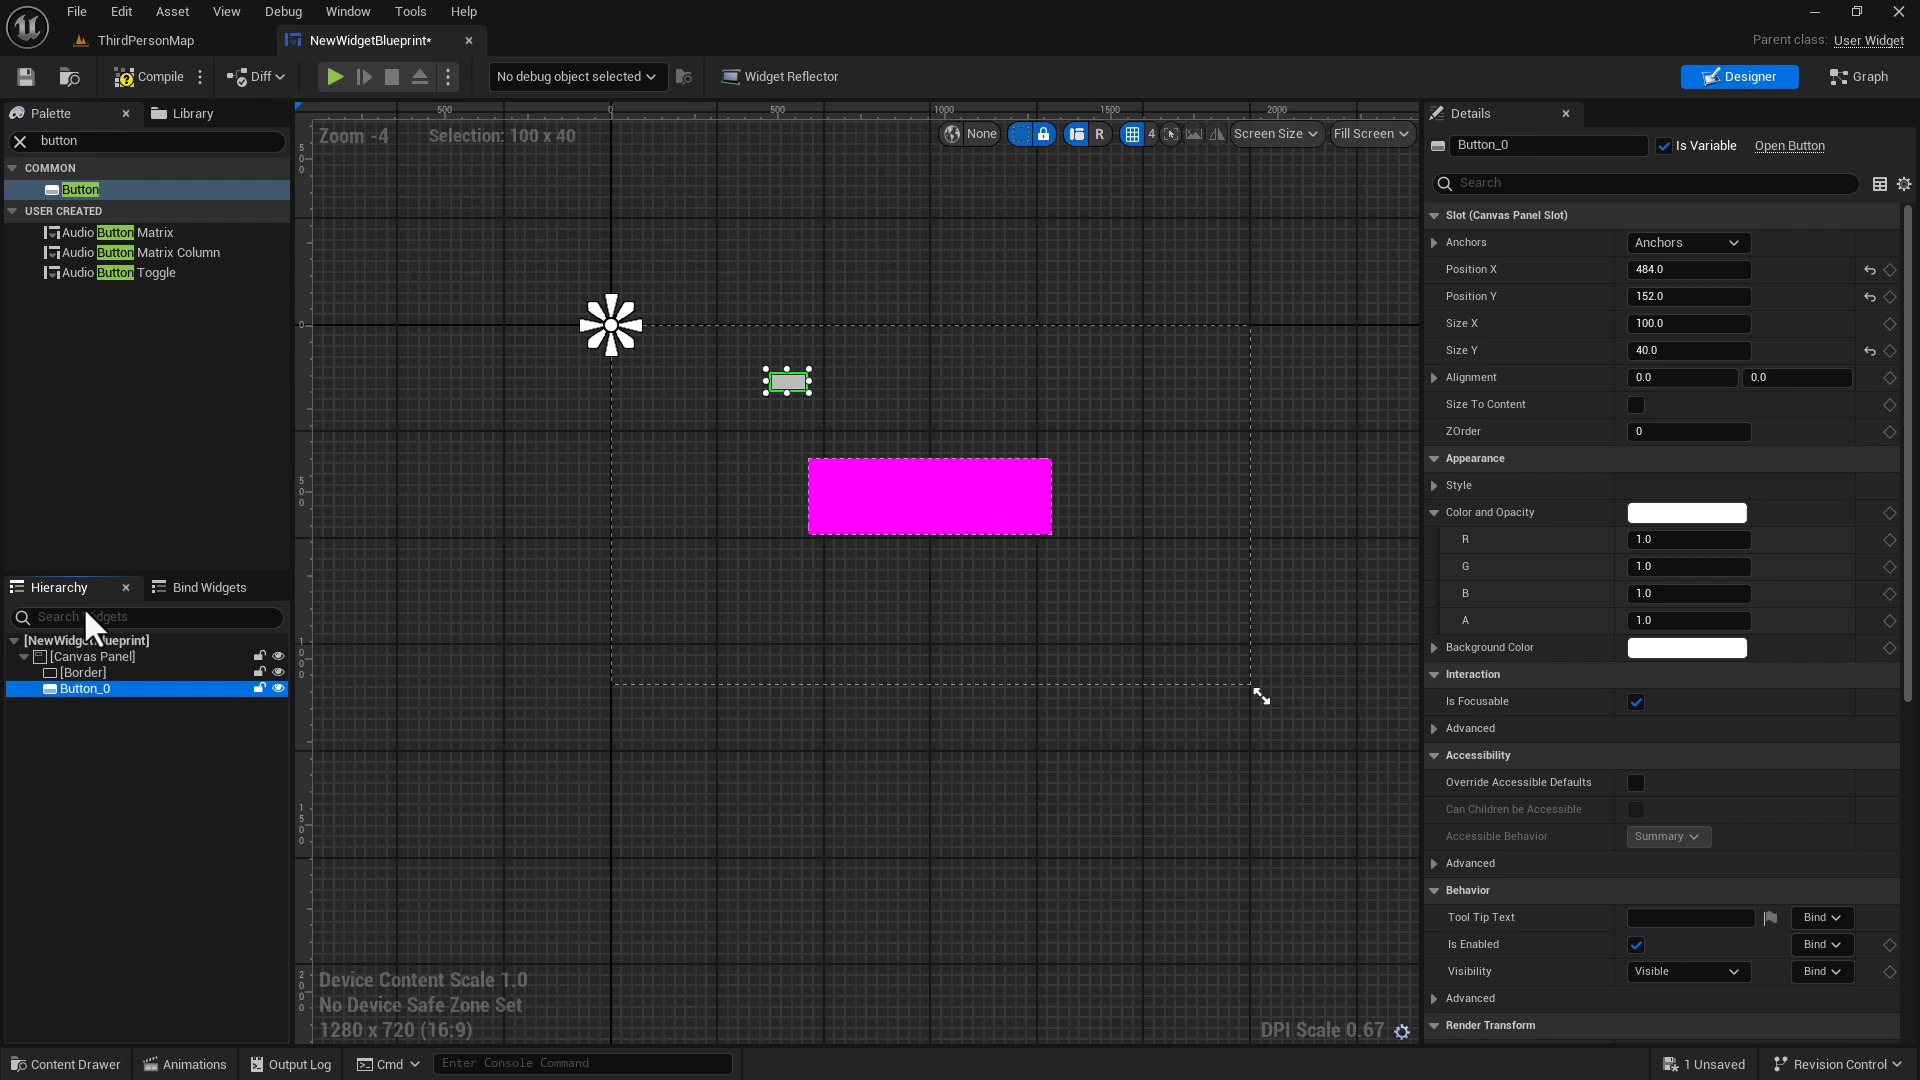 File Edit Asset View Debug Window Tools Help
ThirdPersonMap
NewWidgetBlueprint*
Parent class: User Widget
Compile
Diff
No debug object selected
Widget Reflector
Designer
Graph
Palette
Library
button
COMMON
Button
USER CREATED
Audio Button Matrix
Audio Button Matrix Column
Audio Button Toggle
Hierarchy
Bind Widgets
Search Widgets
[Canvas Panel]
[Border]
Button_0
500 0 500 1000 1500 2000
Zoom -4
Selection: 100 x 40
None
R
4
Screen Size
Fill Screen
500
0
500
1000
1500
2000
Device Content Scale 1.0
No Device Safe Zone Set
1280 x 720 (16:9)
DPI Scale 0.67
Details
Button_0
Is Variable
Open Button
Search
Slot (Canvas Panel Slot)
Anchors Anchors
Position X 484.0
Position Y 152.0
Size X 100.0
Size Y 40.0
Alignment 0.0 0.0
Size To Content
ZOrder 0
Appearance
Style
Color and Opacity
R 1.0
G 1.0
B 1.0
A 1.0
Background Color
Interaction
Is Focusable
Advanced
Accessibility
Override Accessible Defaults
Can Children be Accessible
Accessible Behavior Summary
Advanced
Behavior
Tool Tip Text Bind
Is Enabled Bind
Visibility Visible Bind
Advanced
Render Transform
Content Drawer
Animations
Output Log
Cmd
Enter Console Command
1 Unsaved
Revision Control